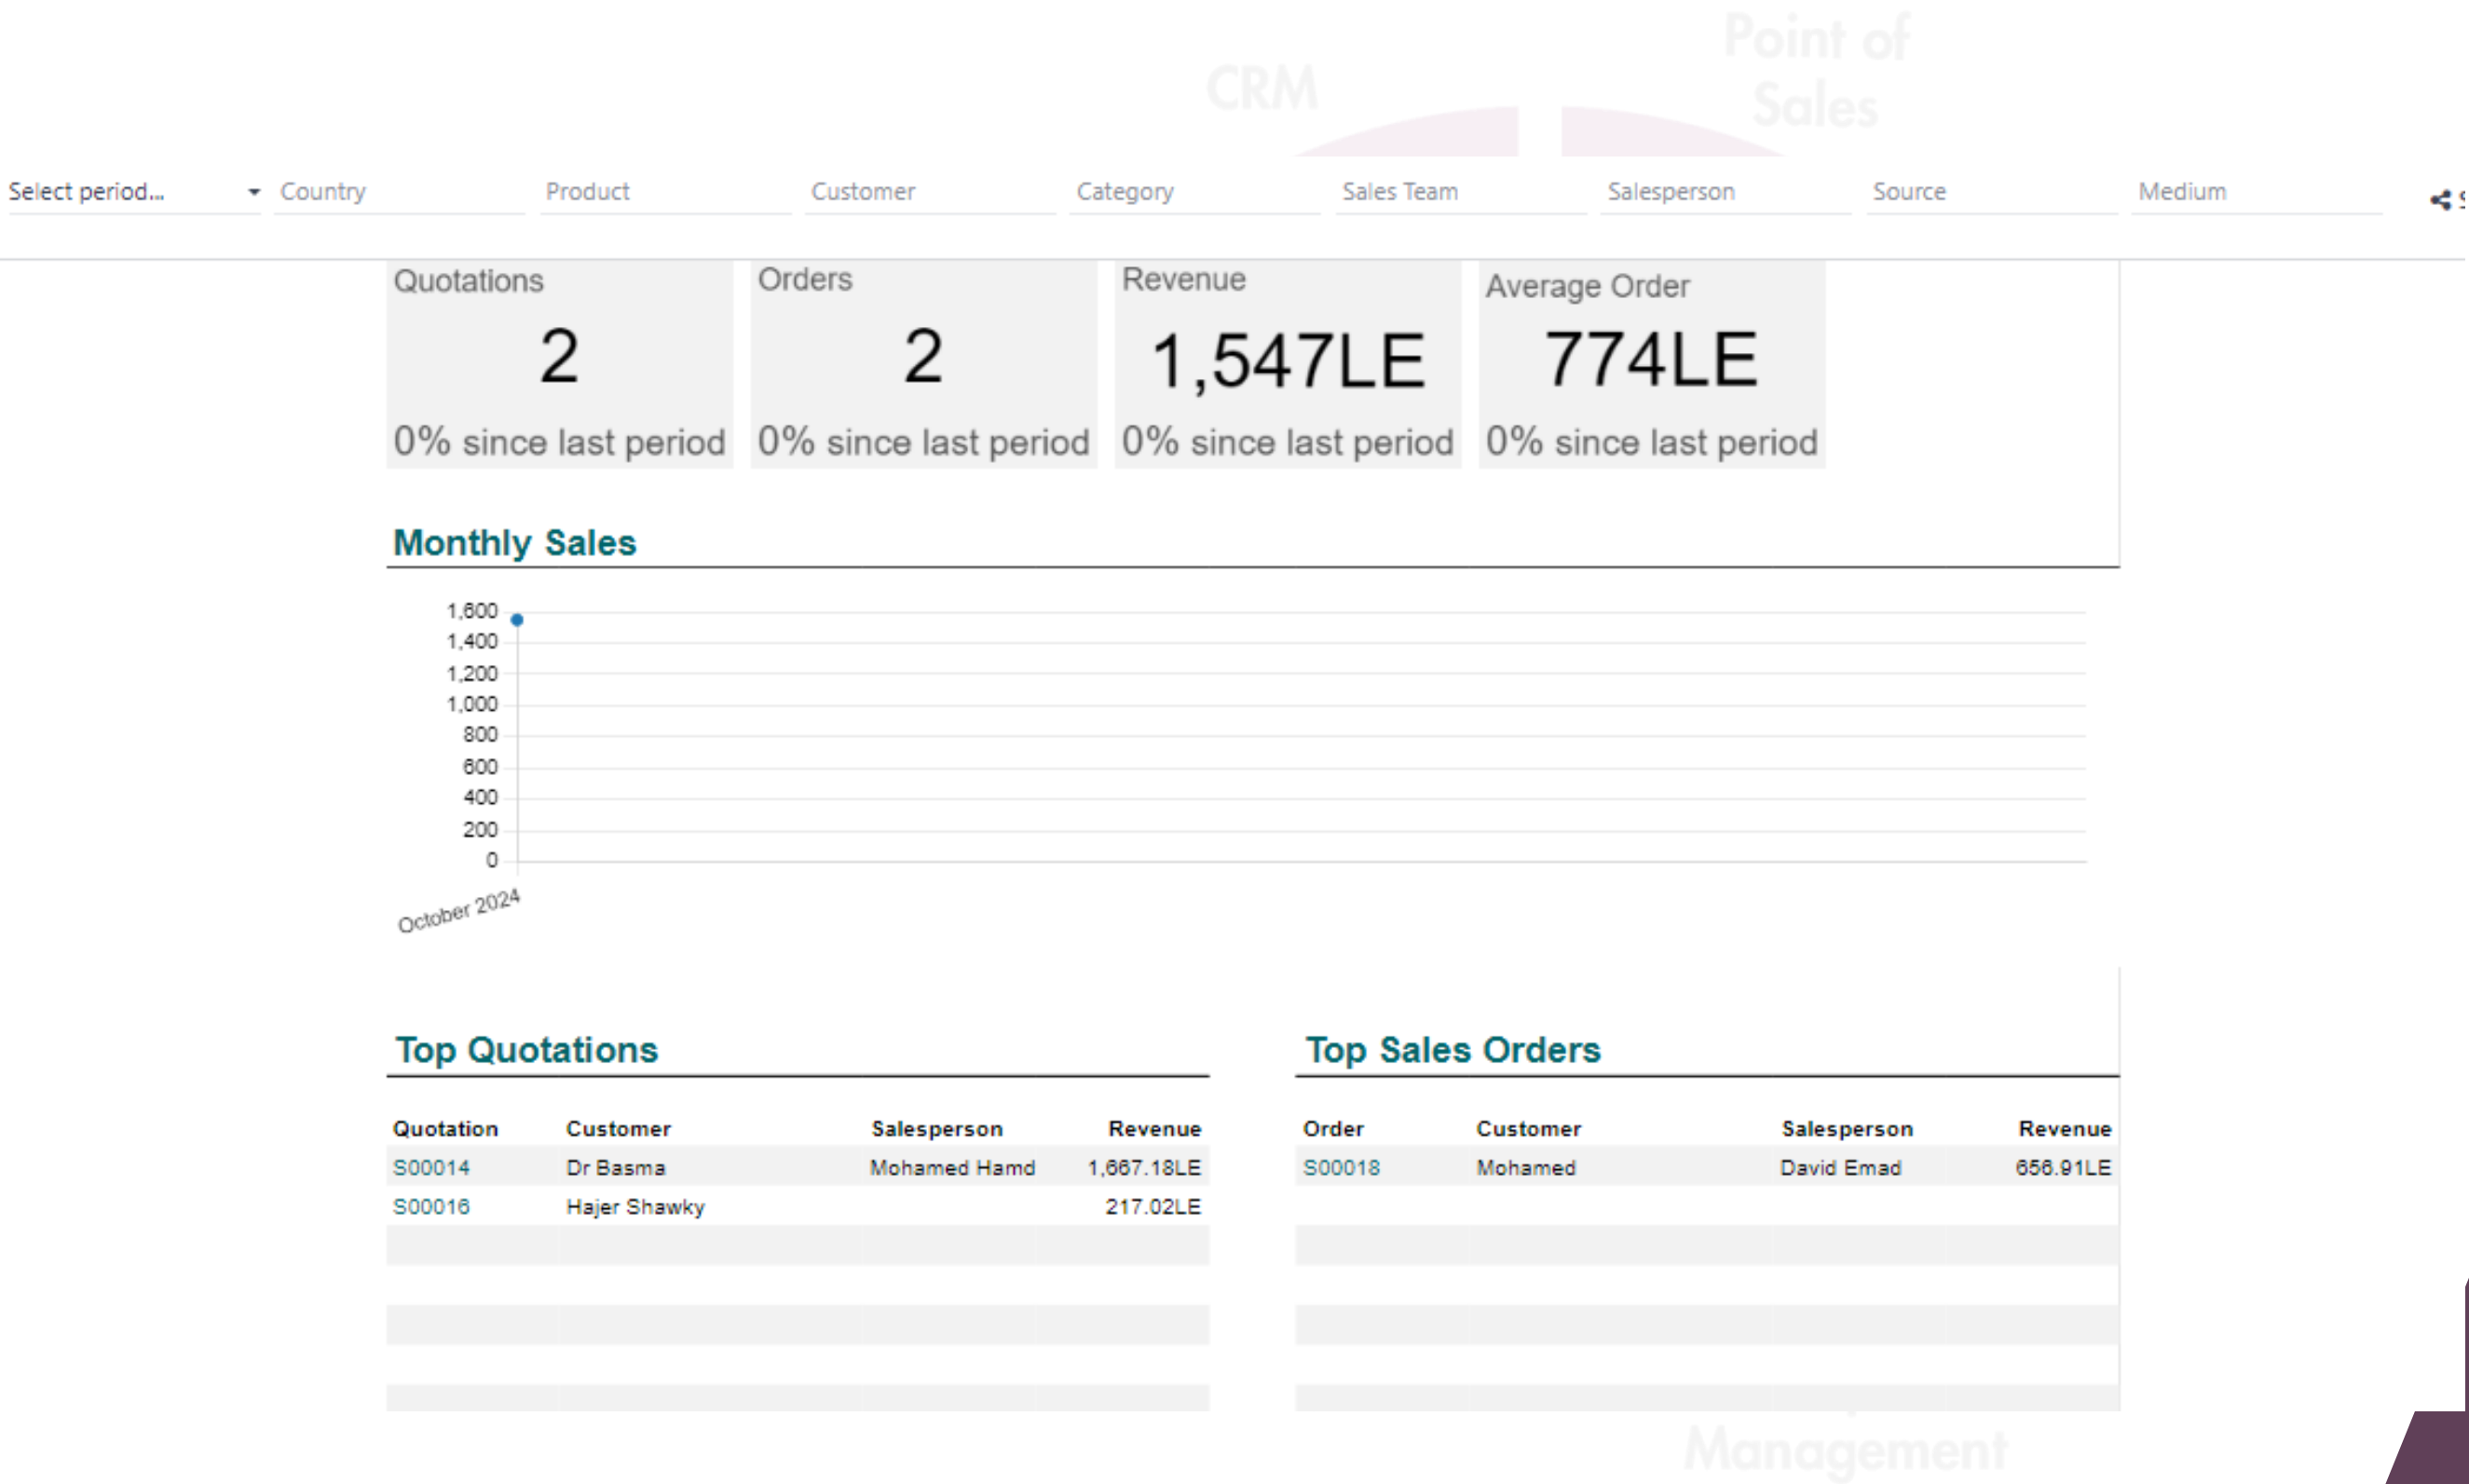 Point of
CRM
Sales
Select period... Country Product Customer Category Sales Team Salesperson Source Medium
Quotations Orders Revenue Average Order
2 2 1,547LE 774LE
0% since last period 0% since last period 0% since last period 0% since last period
Monthly Sales
1,600
1,400
1,200
1,000
800
600
400
200
0
October 2024
Top Quotations Top Sales Orders
Quotation Customer Salesperson Revenue Order Customer Salesperson Revenue
S00014 Dr Basma Mohamed Hamd 1,667.18LE S00018 Mohamed David Emad 656.91LE
S00016 Hajer Shawky 217.02LE
Management